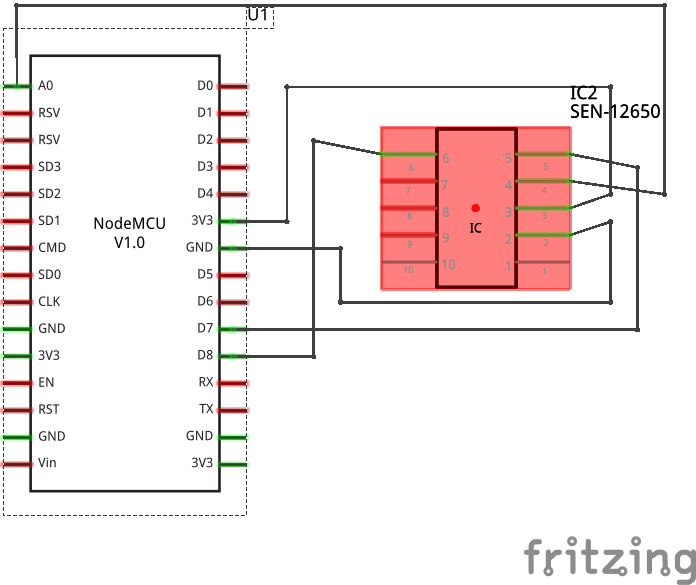 U1
A0 D0
RSV D1
RSV D2
SD3 D3
SD2 D4
SD1 3V3
CMD GND
SD0 D5
CLK D6
GND D7
3V3 D8
EN RX
RST TX
GND GND
Vin 3V3
NodeMCU
V1.0
IC2
SEN-12650
6 5
6 5
7 4
7 4
8 3
8 3
9 2
9 2
10 1
10 1
IC
fritzing